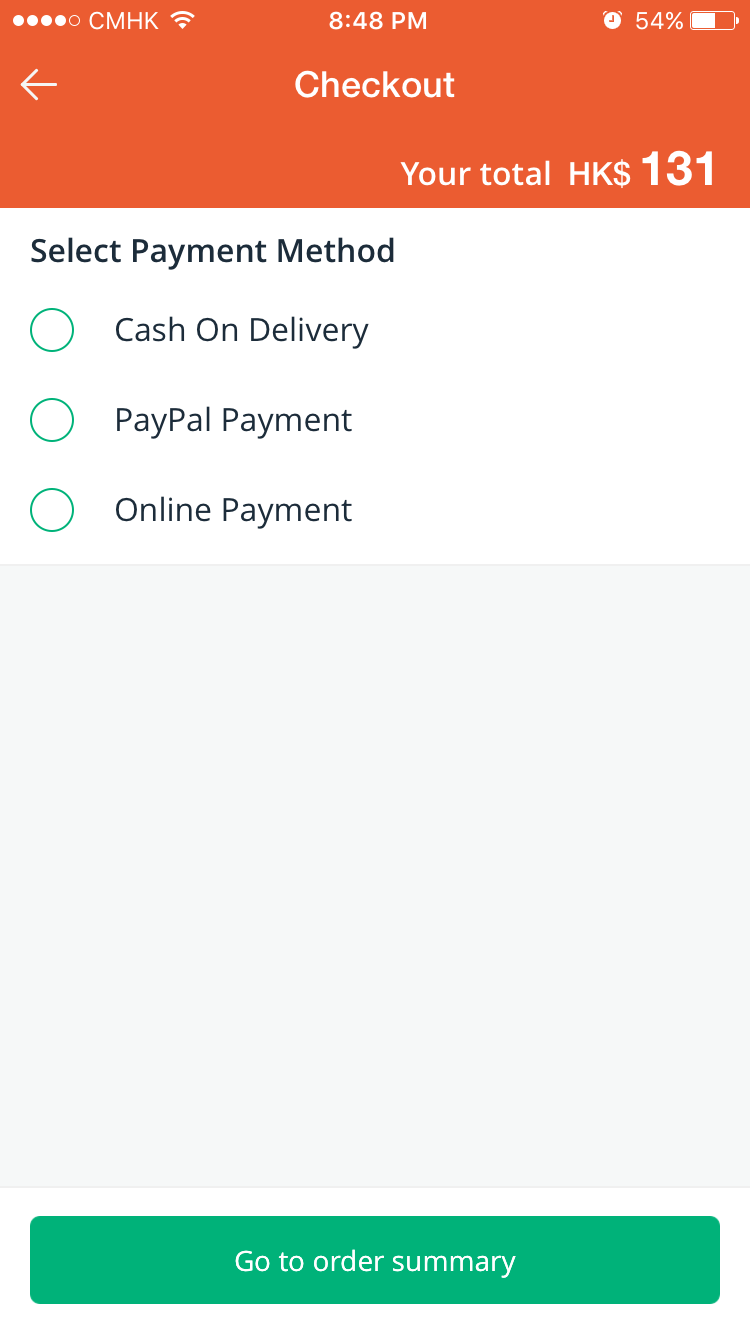 CMHK 8:48 PM 54%
Checkout
Your total HK$ 131
Select Payment Method
Cash On Delivery
PayPal Payment
Online Payment
Go to order summary